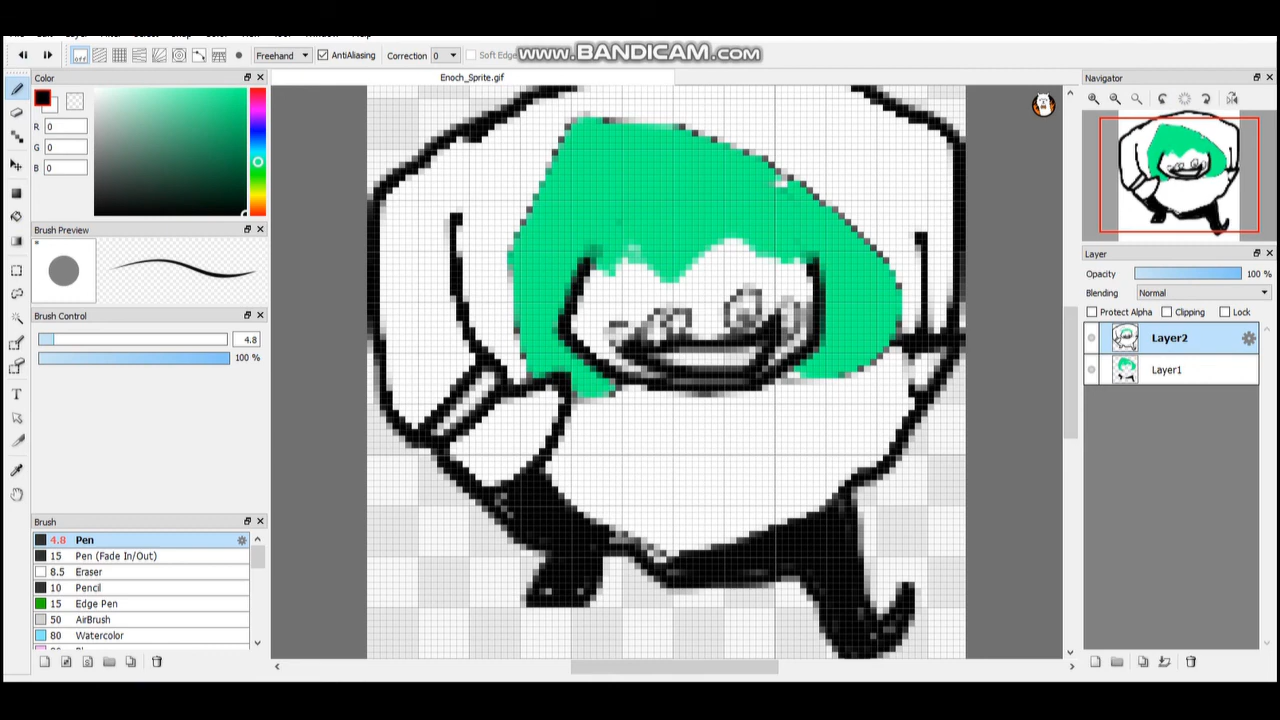 Freehand
AntiAliasing
Correction
0
Soft Edge
www.BANDICAM.com
Color
Enoch_Sprite.gif
Navigator
R
0
G
0
B
0
Brush Preview
*
Layer
Opacity
100 %
Blending
Normal
Brush Control
Protect Alpha
Clipping
Lock
4.8
Layer2
100 %
Layer1
Brush
4.8 Pen
15 Pen (Fade In/Out)
8.5 Eraser
10 Pencil
15 Edge Pen
50 AirBrush
80 Watercolor